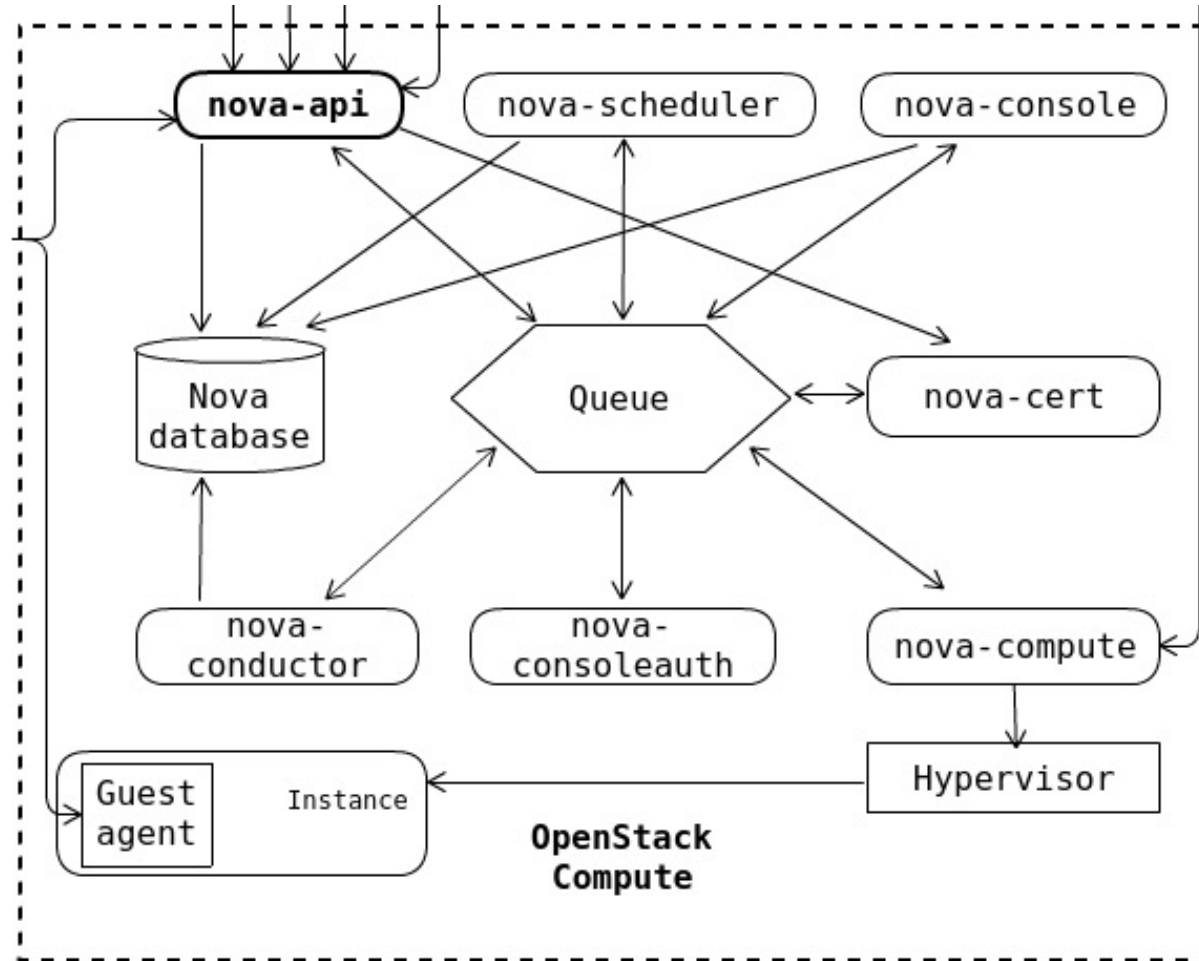 nova-api
nova-scheduler
nova-console
Nova
database
Queue
nova-cert
nova-
conductor
nova-
consoleauth
nova-compute
Guest
agent
Instance
Hypervisor
OpenStack
Compute